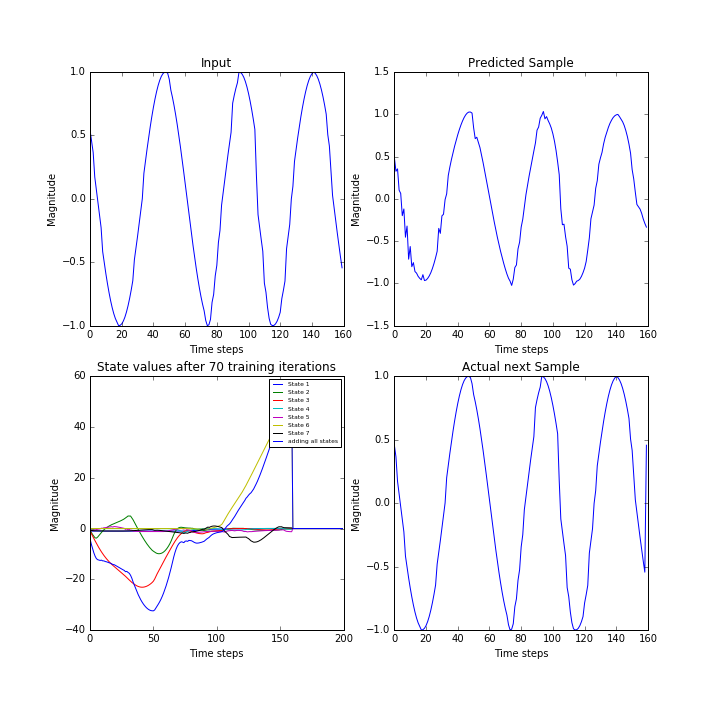 Input
Magnitude
1.0
0.5
0.0
−0.5
−1.0
0 20 40 60 80 100 120 140 160
Time steps
Predicted Sample
Magnitude
1.5
1.0
0.5
0.0
−0.5
−1.0
−1.5
0 20 40 60 80 100 120 140 160
Time steps
State values after 70 training iterations
Magnitude
60
40
20
0
−20
−40
0 50 100 150 200
Time steps
State 1
State 2
State 3
State 4
State 5
State 6
State 7
adding all states
Actual next Sample
Magnitude
1.0
0.5
0.0
−0.5
−1.0
0 20 40 60 80 100 120 140 160
Time steps